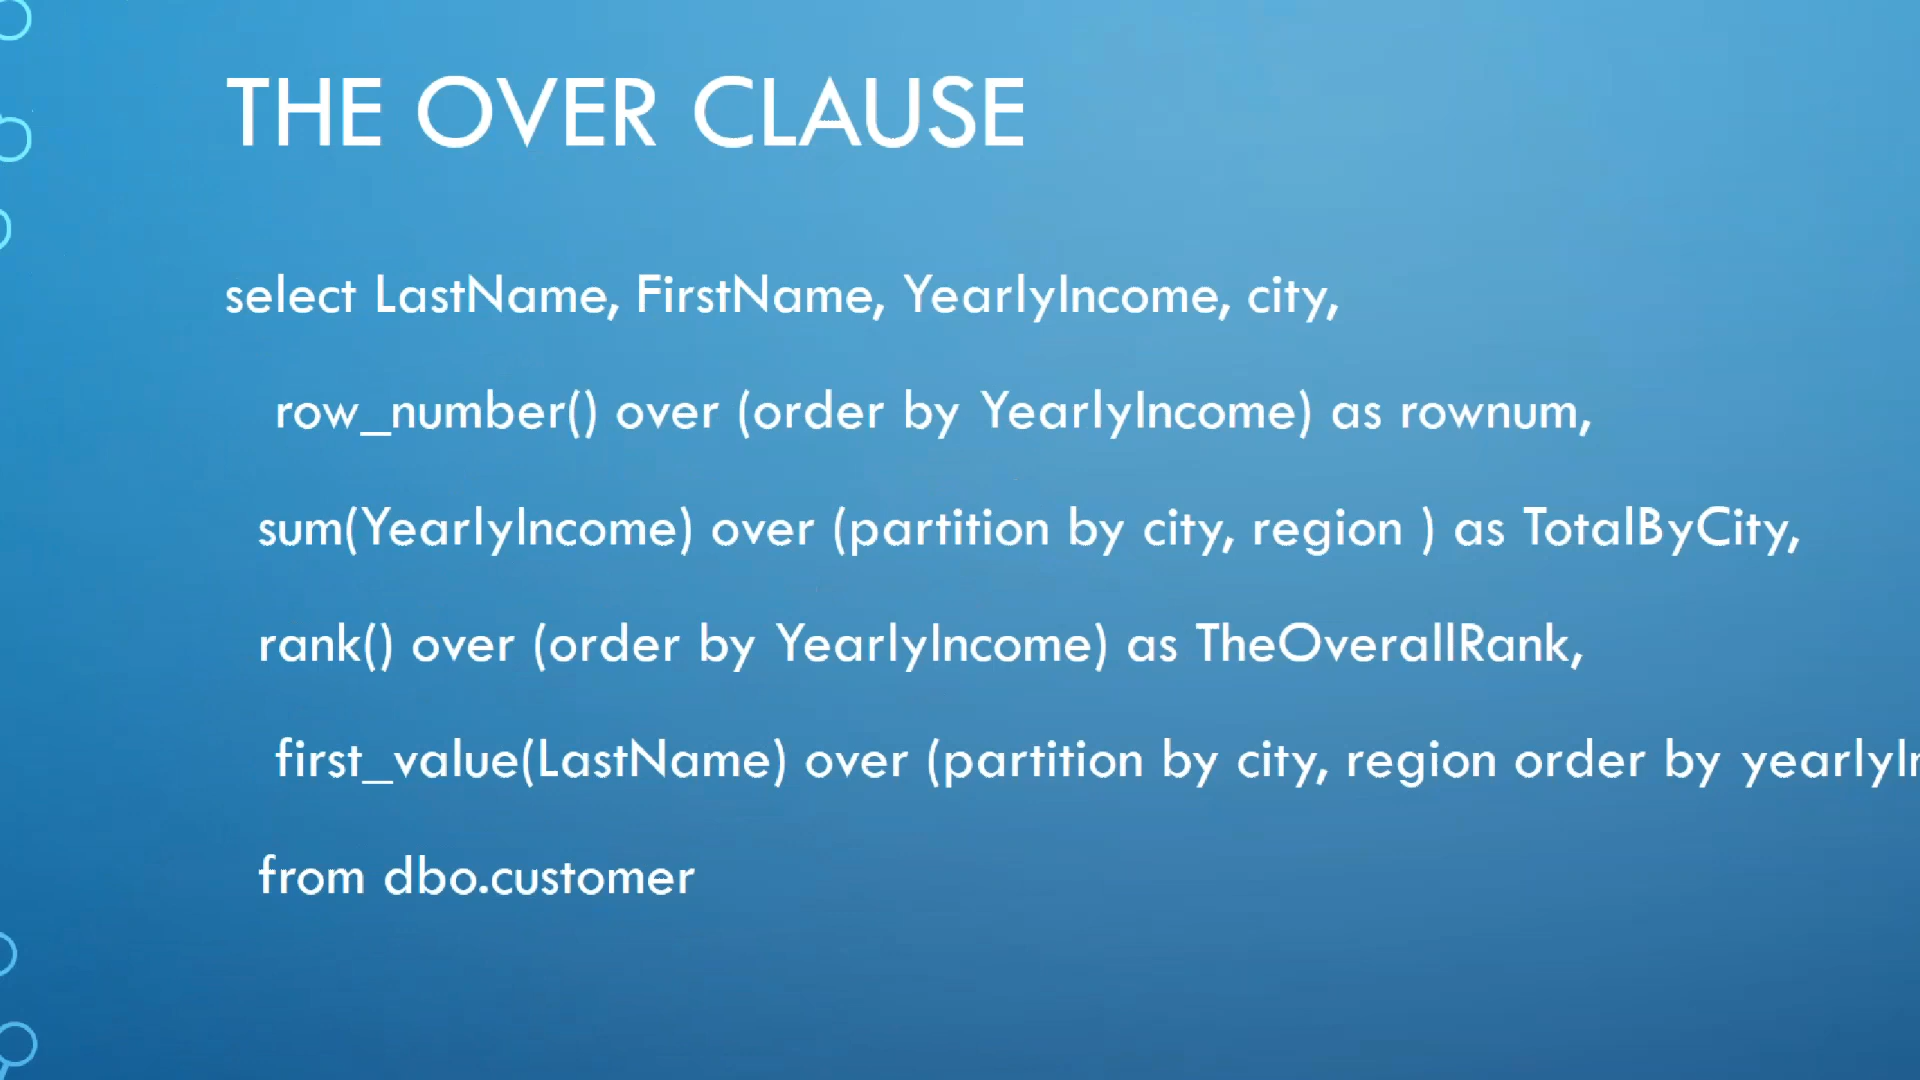 THE OVER CLAUSE
select LastName, FirstName, YearlyIncome, city,
row_number() over (order by YearlyIncome) as rownum,
sum(YearlyIncome) over (partition by city, region ) as TotalByCity,
rank() over (order by YearlyIncome) as TheOverallRank,
first_value(LastName) over (partition by city, region order by
from dbo.customer